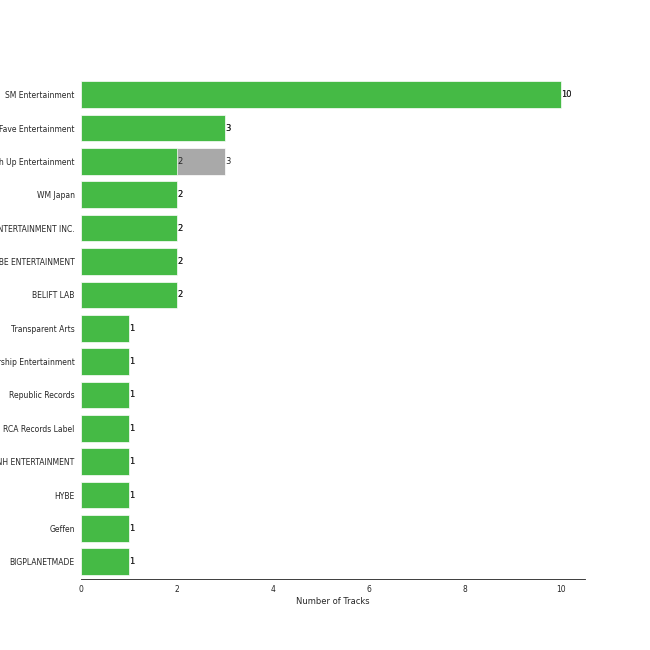 SM Entertainment 10
Fave Entertainment 3
h Up Entertainment 2 3
WM Japan 2
NTERTAINMENT INC. 2
BE ENTERTAINMENT 2
BELIFT LAB 2
Transparent Arts 1
rship Entertainment 1
Republic Records 1
RCA Records Label 1
NH ENTERTAINMENT 1
HYBE 1
Geffen 1
BIGPLANETMADE 1
0 2 4 6 8 10
Number of Tracks